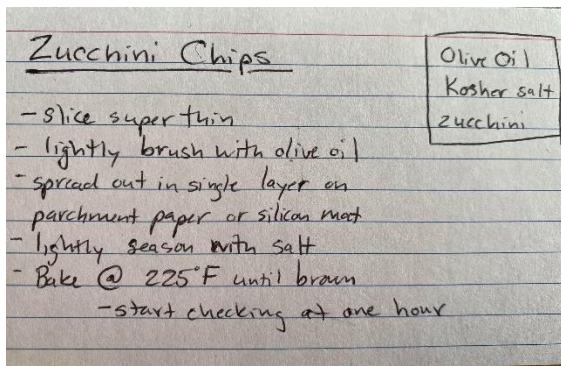 Zucchini Chips
Olive Oil
Kosher salt
zucchini
- slice super thin
- lightly brush with olive oil
- spread out in single layer on
parchment paper or silicon mat
- lightly season with salt
- Bake @ 225°F until brown
- start checking at one hour